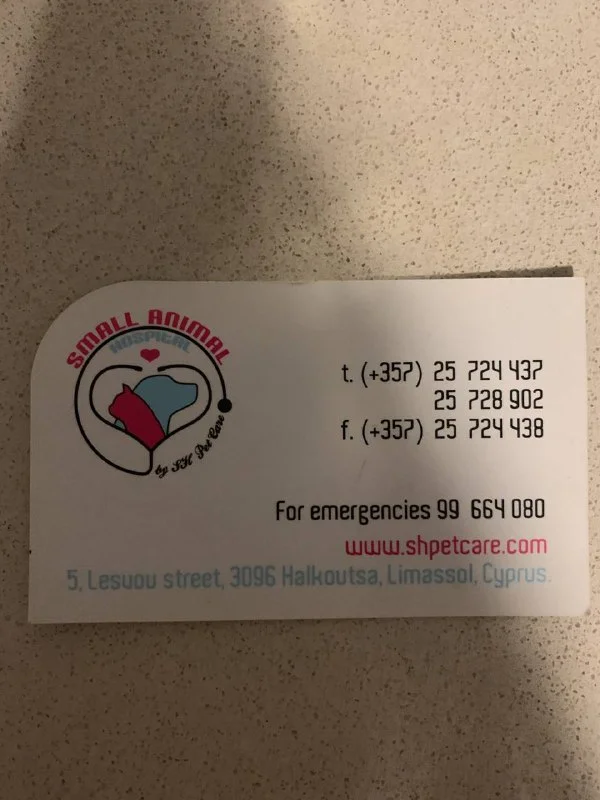 SMALL ANIMAL
HOSPITAL
by SH Pet Care
t. (+357) 25 724 437
25 728 902
f. (+357) 25 724 438
For emergencies 99 664 080
www.shpetcare.com
5, Lesvou street, 3096 Halkoutsa, Limassol, Cyprus.